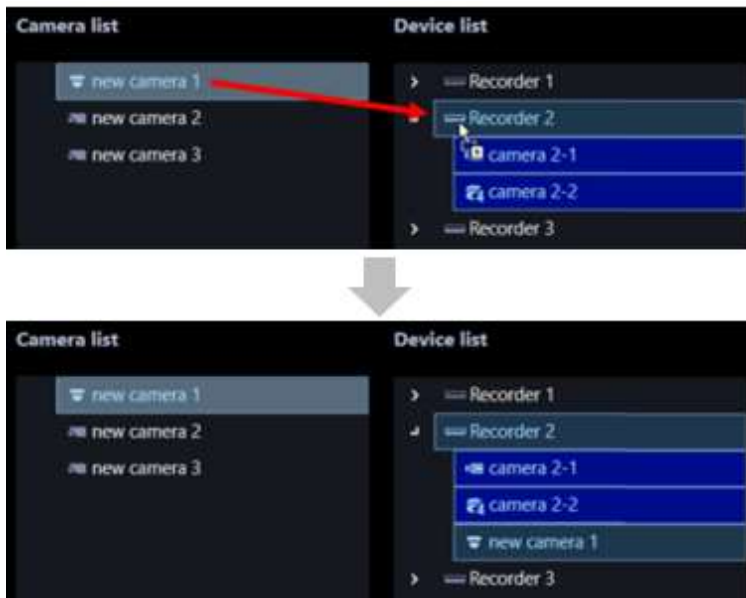 Camera list
Device list
new camera 1
Recorder 1
new camera 2
Recorder 2
new camera 3
camera 2-1
camera 2-2
Recorder 3
Camera list
Device list
new camera 1
Recorder 1
new camera 2
Recorder 2
new camera 3
camera 2-1
camera 2-2
new camera 1
Recorder 3